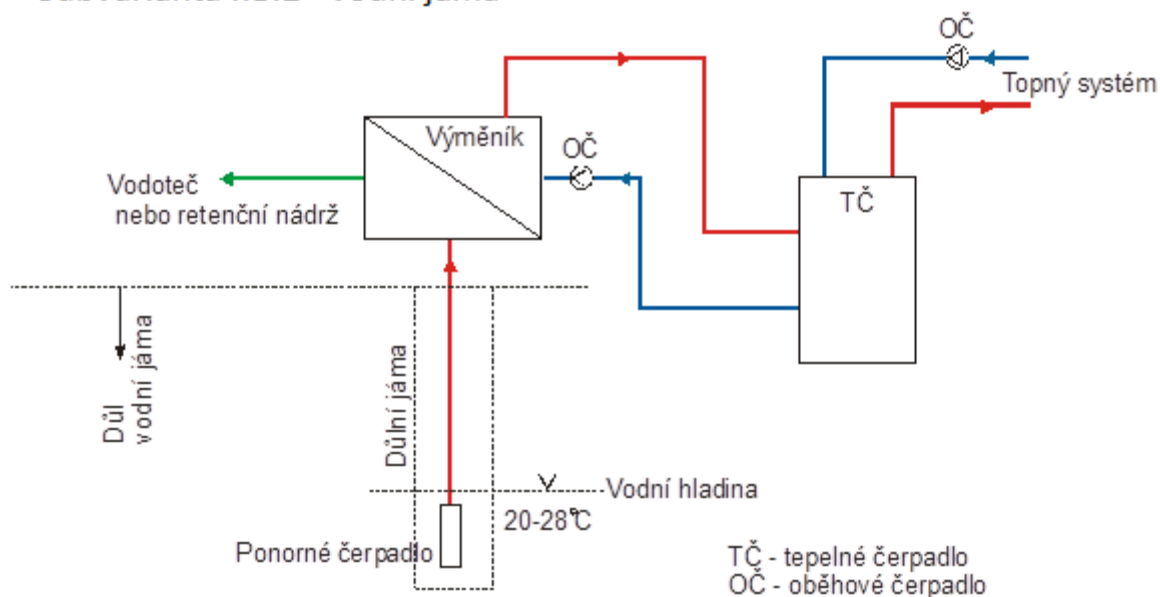 OČ
Topný systém
Výměník
OČ
TČ
Vodoteč
nebo retenční nádrž
Důl
vodní jáma
Důlní jáma
Vodní hladina
20-28°C
Ponorné čerpadlo
TČ - tepelné čerpadlo
OČ - oběhové čerpadlo